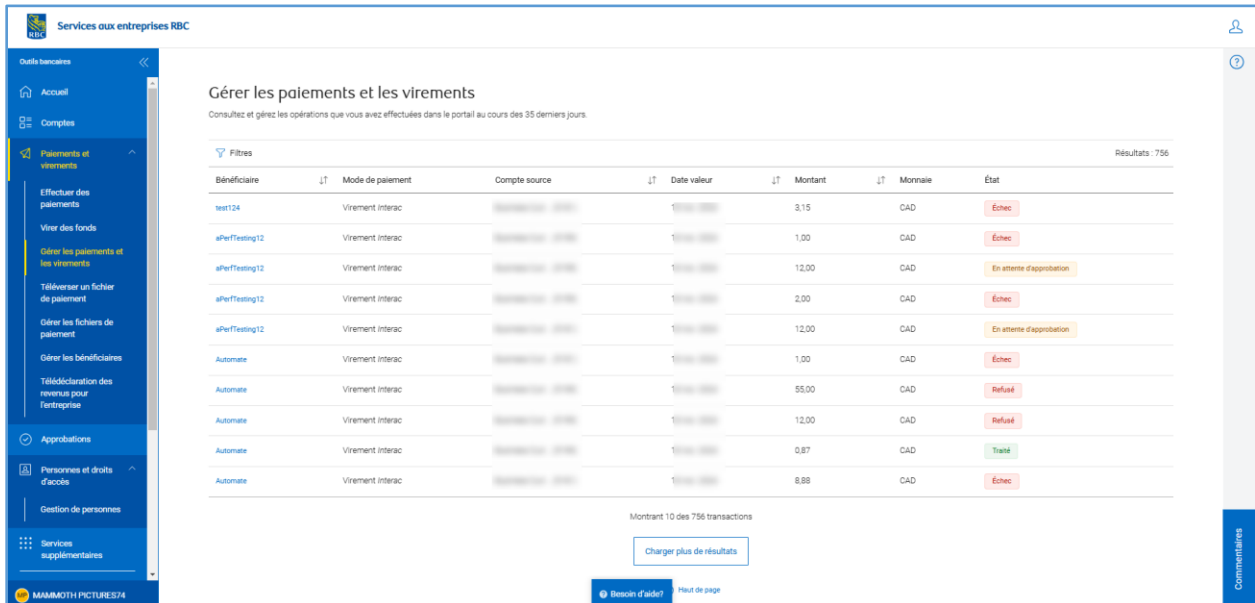 RBC
Services aux entreprises RBC
Outils bancaires
Accueil
Comptes
Paiements et
virements
Effectuer des
paiements
Virer des fonds
Gérer les paiements et
les virements
Téléverser un fichier
de paiement
Gérer les fichiers de
paiement
Gérer les bénéficiaires
Télédéclaration des
revenus pour
l'entreprise
Approbations
Personnes et droits
d'accès
Gestion de personnes
Services
supplémentaires
MP MAMMOTH PICTURES74
Gérer les paiements et les virements
Consultez et gérez les opérations que vous avez effectuées dans le portail au cours des 35 derniers jours.
Filtres Résultats : 756
Bénéficiaire Mode de paiement Compte source Date valeur Montant Monnaie État
test124 Virement Interac 3,15 CAD Échec
aPerfTesting12 Virement Interac 1,00 CAD Échec
aPerfTesting12 Virement Interac 12,00 CAD En attente d'approbation
aPerfTesting12 Virement Interac 2,00 CAD Échec
aPerfTesting12 Virement Interac 12,00 CAD En attente d'approbation
Automate Virement Interac 1,00 CAD Échec
Automate Virement Interac 55,00 CAD Refusé
Automate Virement Interac 12,00 CAD Refusé
Automate Virement Interac 0,87 CAD Traité
Automate Virement Interac 8,88 CAD Échec
Montrant 10 des 756 transactions
Charger plus de résultats
Besoin d'aide?
Haut de page
Commentaires